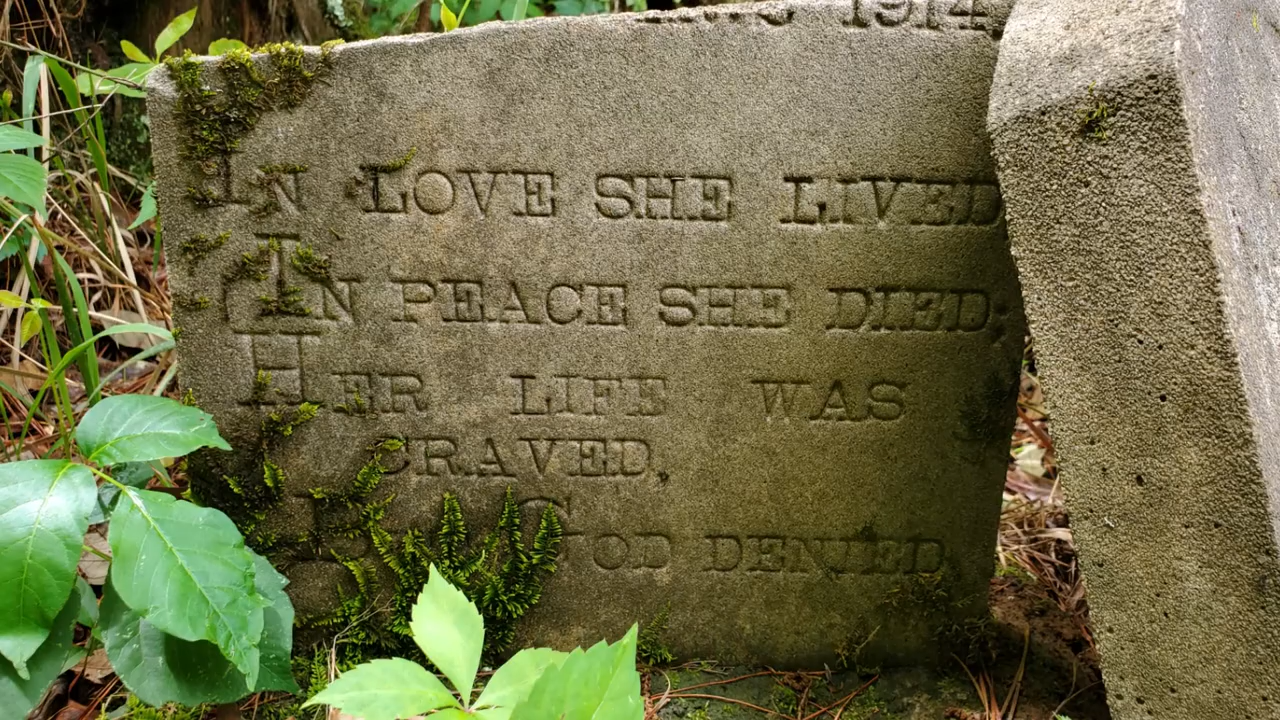 1914
In Love she lived
In peace she died;
Her life was
craved,
God denied